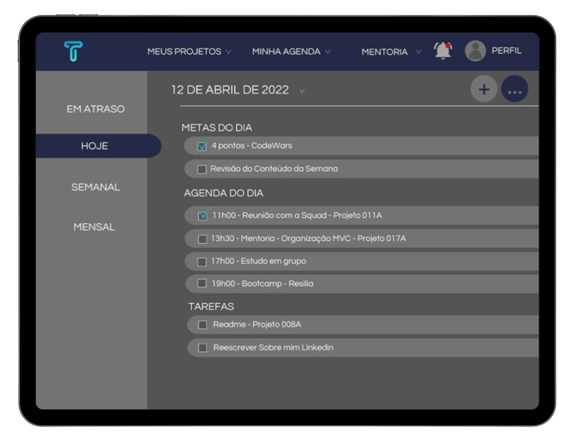 MEUS PROJETOS MINHA AGENDA MENTORIA PERFIL
12 DE ABRIL DE 2022
EM ATRASO
HOJE
SEMANAL
MENSAL
METAS DO DIA
4 pontos - CodeWars
Revisão do Conteúdo da Semana
AGENDA DO DIA
11h00 - Reunião com a Squad - Projeto 011A
13h30 - Mentoria - Organização MVC - Projeto 017A
17h00 - Estudo em grupo
19h00 - Bootcamp - Resilia
TAREFAS
Readme - Projeto 008A
Reescrever Sobre mim Linkedin